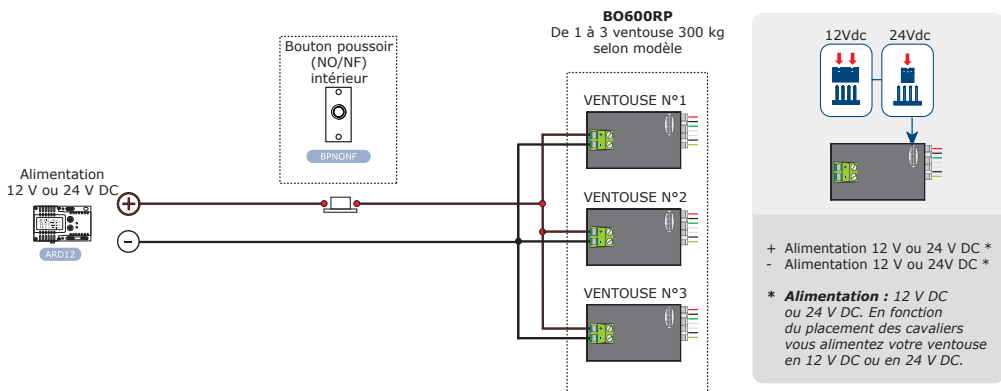 BO600RP
De 1 à 3 ventouse 300 kg
selon modèle
Bouton poussoir
(NO/NF)
intérieur
BPNONF
Alimentation
12 V ou 24 V DC
ARD12
+
-
VENTOUSE N°1
VENTOUSE N°2
VENTOUSE N°3
12Vdc
24Vdc
+ Alimentation 12 V ou 24 V DC *
- Alimentation 12 V ou 24V DC *
* Alimentation : 12 V DC
ou 24 V DC. En fonction
du placement des cavaliers
vous alimentez votre ventouse
en 12 V DC ou en 24 V DC.